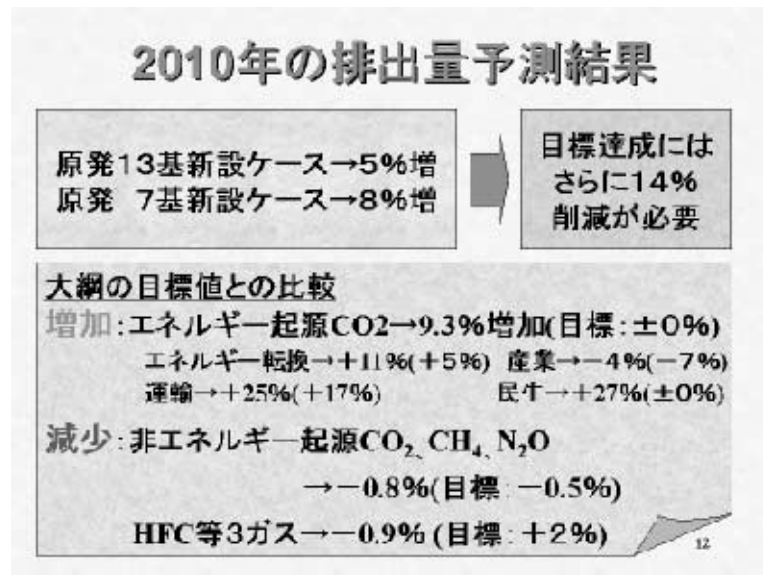 2010年の排出量予測結果
原発13基新設ケース→5%増
原発 7基新設ケース→8%増
目標達成には
さらに14%
削減が必要
大綱の目標値との比較
増加:エネルギー起源CO2→9.3%増加(目標:±0%)
エネルギー転換→+11%(+5%) 産業→−4%(−7%)
運輸→+25%(+17%) 民生→+27%(±0%)
減少:非エネルギー起源CO₂、CH₄、N₂O
→−0.8%(目標:−0.5%)
HFC等3ガス→−0.9% (目標:+2%)
12